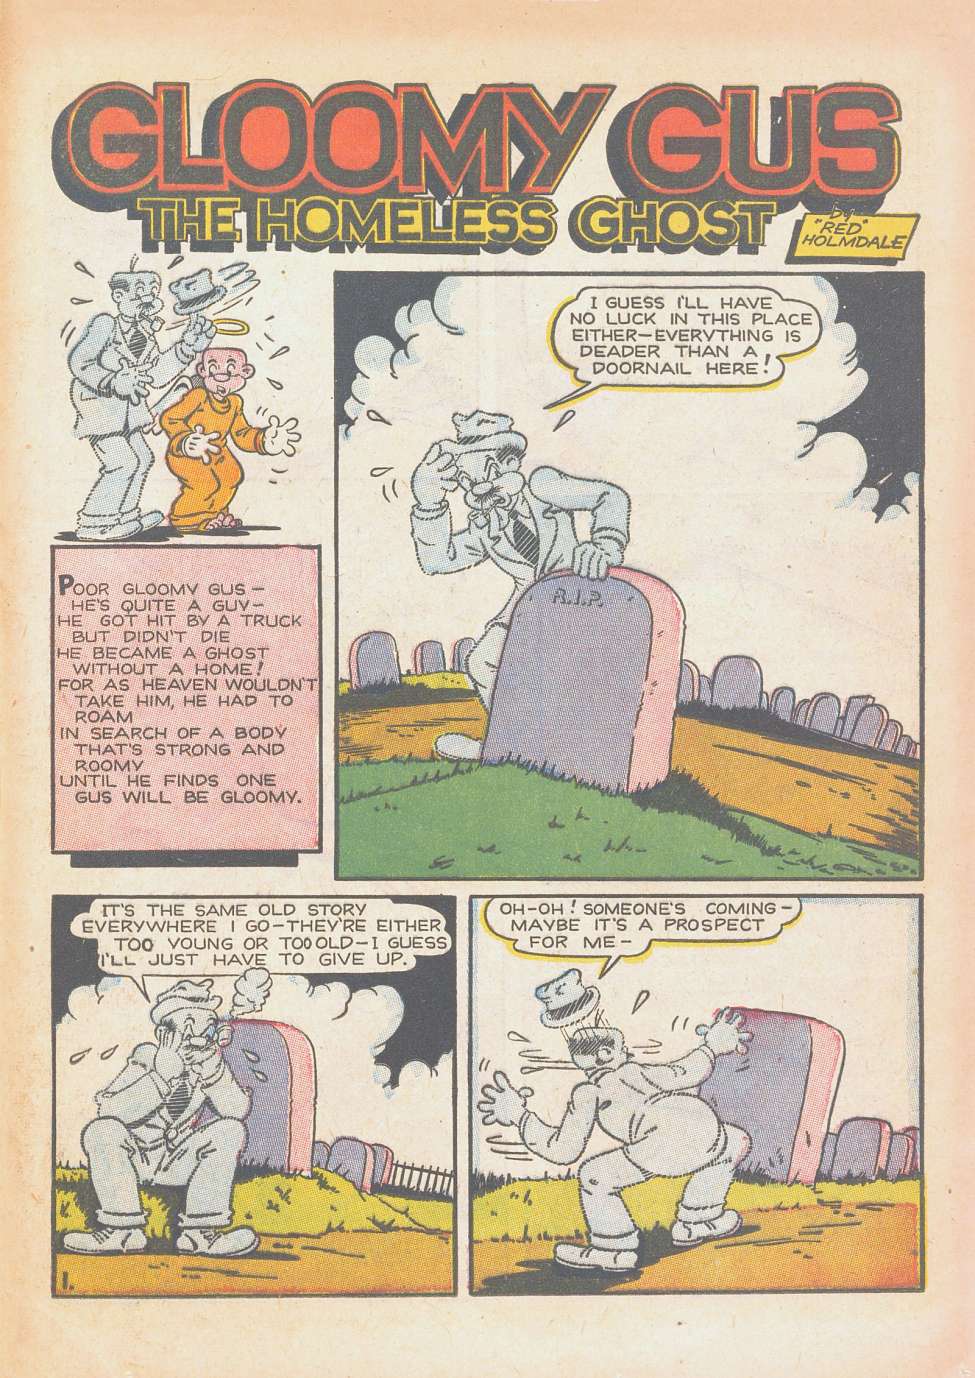 GLOOMY GUS
THE HOMELESS GHOST
by
"RED"
HOLMDALE
POOR GLOOMY GUS—
HE'S QUITE A GUY—
HE GOT HIT BY A TRUCK
BUT DIDN'T DIE
HE BECAME A GHOST
WITHOUT A HOME!
FOR AS HEAVEN WOULDN'T
TAKE HIM, HE HAD TO
ROAM
IN SEARCH OF A BODY
THAT'S STRONG AND
ROOMY
UNTIL HE FINDS ONE
GUS WILL BE GLOOMY.
I GUESS I'LL HAVE
NO LUCK IN THIS PLACE
EITHER—EVERYTHING IS
DEADER THAN A
DOORNAIL HERE!
R.I.P.
IT'S THE SAME OLD STORY
EVERYWHERE I GO—THEY'RE EITHER
TOO YOUNG OR TOO OLD—I GUESS
I'LL JUST HAVE TO GIVE UP.
1.
OH-OH! SOMEONE'S COMING—
MAYBE IT'S A PROSPECT
FOR ME—